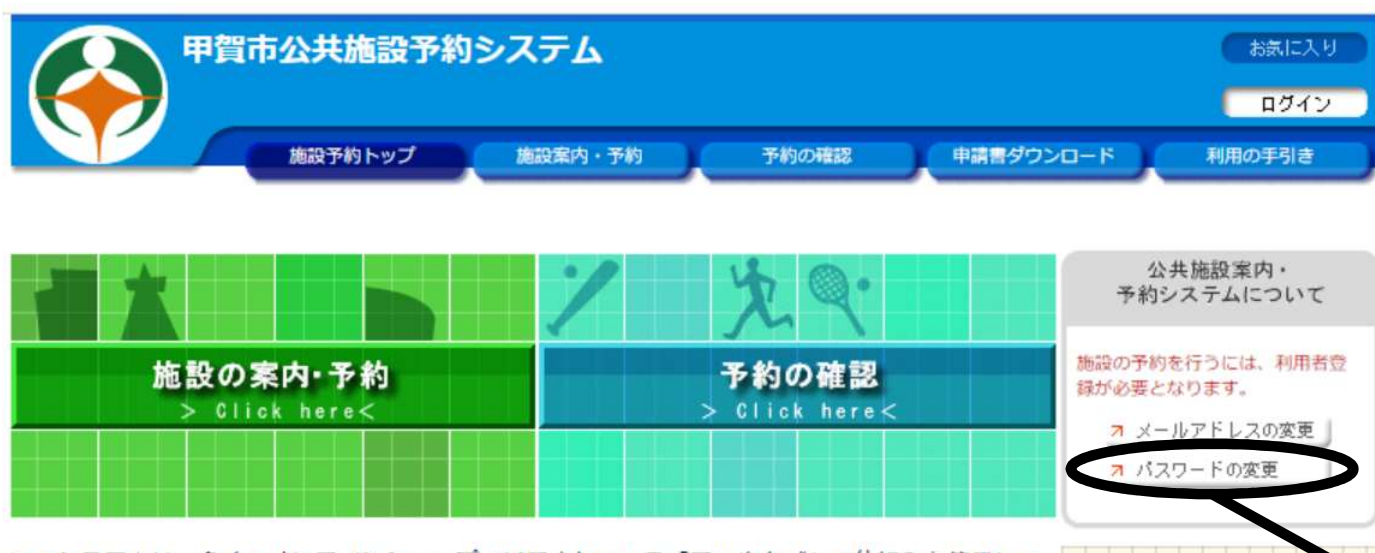 甲賀市公共施設予約システム
お気に入り
ログイン
施設予約トップ
施設案内・予約
予約の確認
申請書ダウンロード
利用の手引き
施設の案内・予約
> Click here<
予約の確認
> Click here<
公共施設案内・
予約システムについて
施設の予約を行うには、利用者登
録が必要となります。
メールアドレスの変更
パスワードの変更